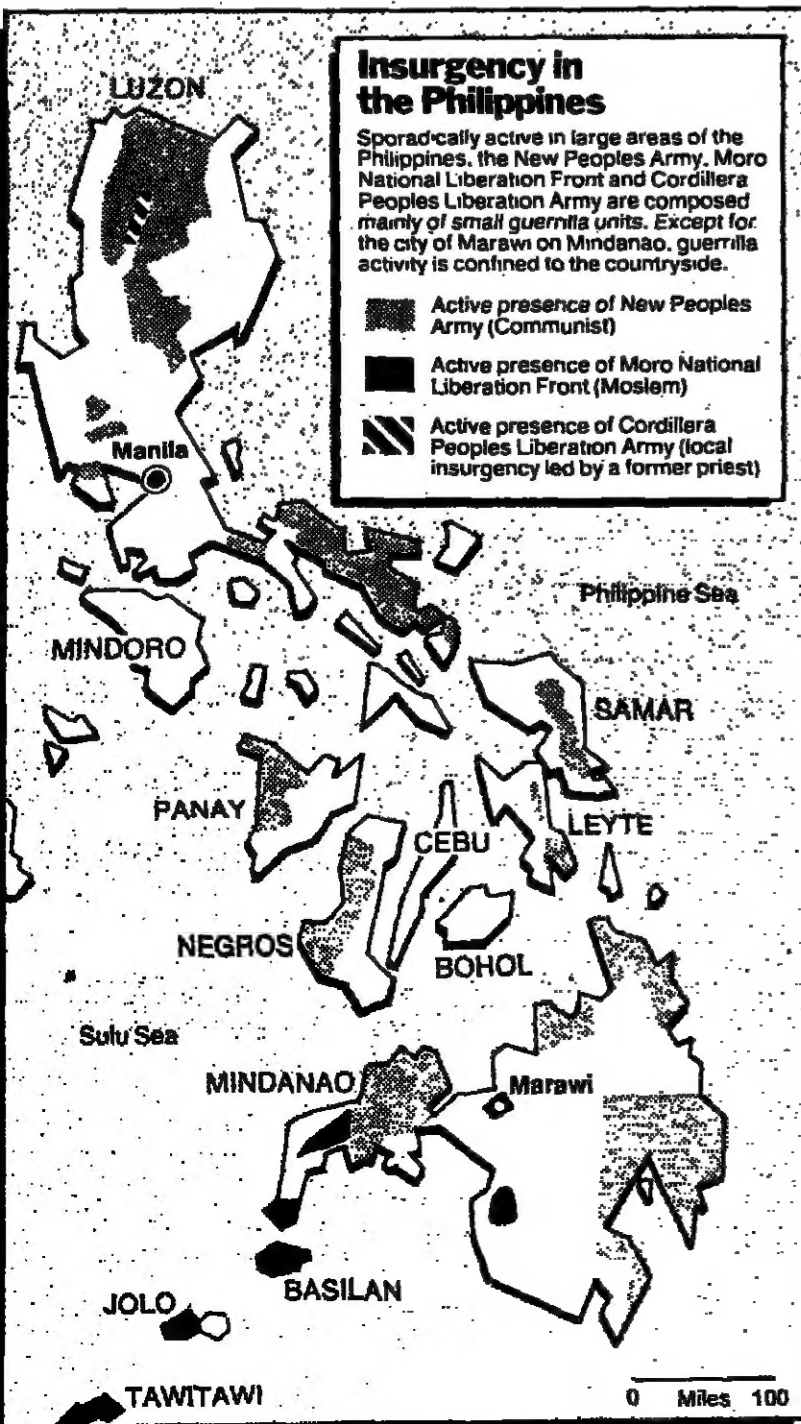 Insurgency in
the Philippines
Sporadically active in large areas of the
Philippines, the New Peoples Army, Moro
National Liberation Front and Cordillera
Peoples Liberation Army are composed
mainly of small guerrilla units. Except for
the city of Marawi on Mindanao, guerrilla
activity is confined to the countryside.
Active presence of New Peoples
Army (Communist)
Active presence of Moro National
Liberation Front (Moslem)
Active presence of Cordillera
Peoples Liberation Army (local
insurgency led by a former priest)
LUZON
Manila
Philippine Sea
MINDORO
SAMAR
PANAY
CEBU
LEYTE
NEGROS
BOHOL
Sulu Sea
MINDANAO
Marawi
BASILAN
JOLO
TAWITAWI
0 Miles 100